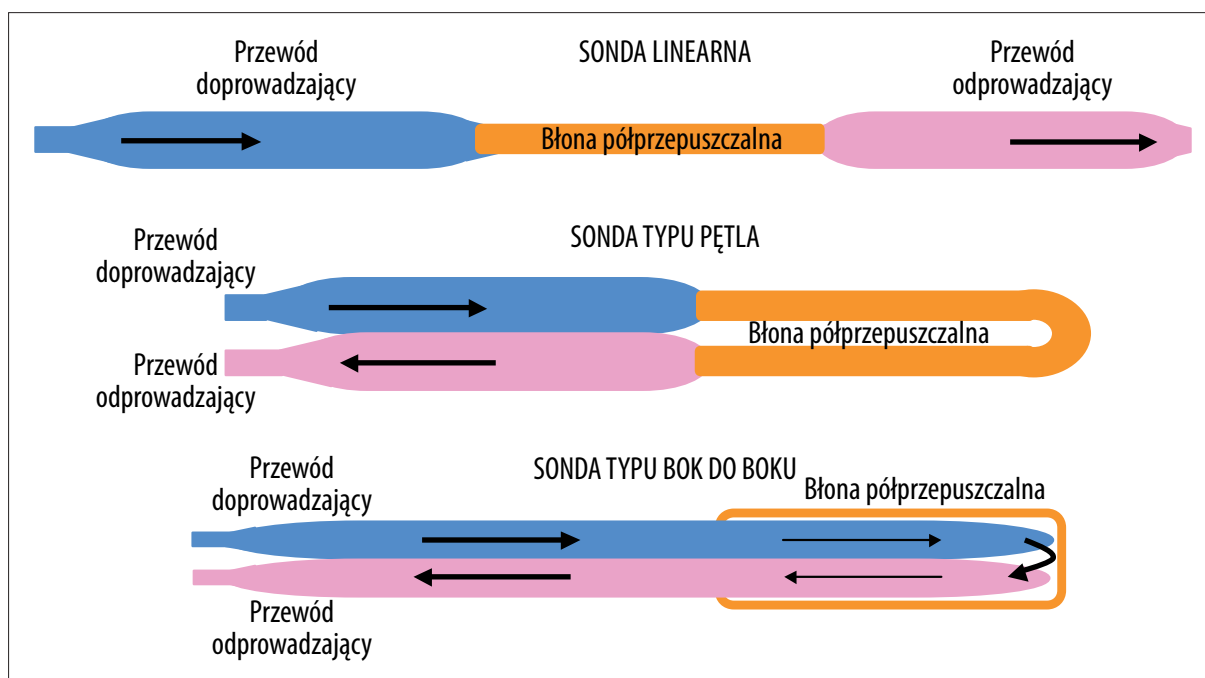 Przewód
doprowadzający
SONDA LINEARNA
Przewód
odprowadzający
Błona półprzepuszczalna
SONDA TYPU PĘTLA
Przewód
doprowadzający
Błona półprzepuszczalna
Przewód
odprowadzający
SONDA TYPU BOK DO BOKU
Przewód
doprowadzający
Błona półprzepuszczalna
Przewód
odprowadzający